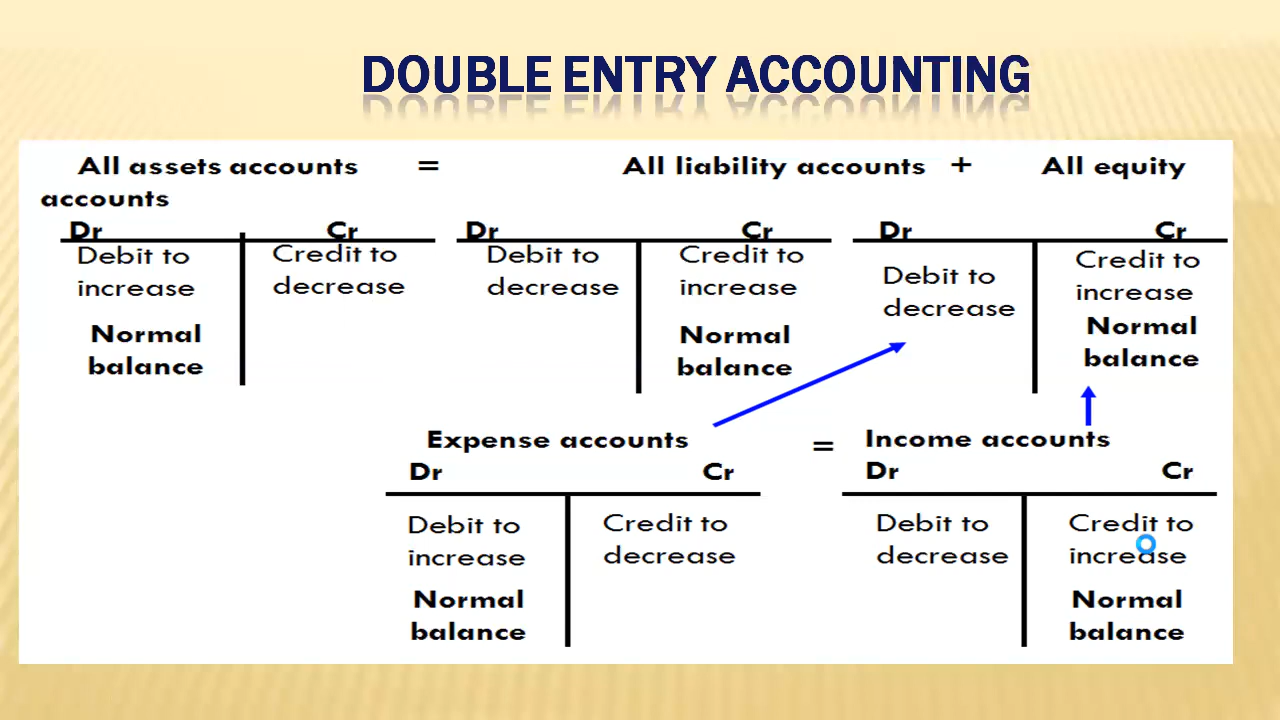 DOUBLE ENTRY ACCOUNTING
All assets accounts = All liability accounts + All equity
accounts
Dr Cr Dr Cr Dr Cr
Debit to
increase
Normal
balance
Credit to
decrease
Debit to
decrease
Credit to
increase
Normal
balance
Debit to
decrease
Credit to
increase
Normal
balance
Expense accounts = Income accounts
Dr Cr Dr Cr
Debit to
increase
Normal
balance
Credit to
decrease
Debit to
decrease
Credit to
increase
Normal
balance